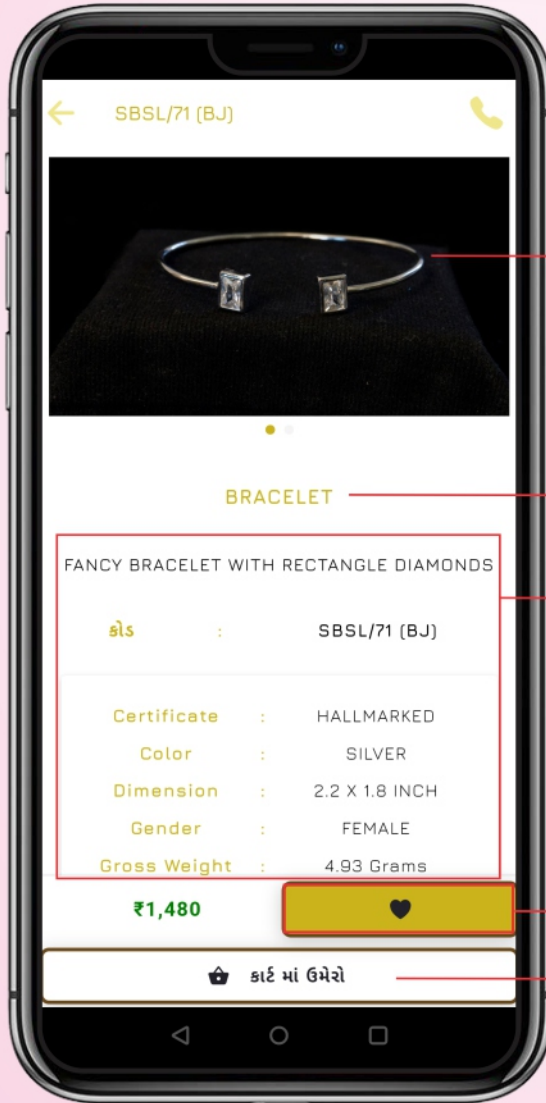 SBSL/71 (BJ)
BRACELET
FANCY BRACELET WITH RECTANGLE DIAMONDS
કોડ : SBSL/71 (BJ)
Certificate : HALLMARKED
Color : SILVER
Dimension : 2.2 X 1.8 INCH
Gender : FEMALE
Gross Weight : 4.93 Grams
₹1,480
કાર્ટ માં ઉમેરો